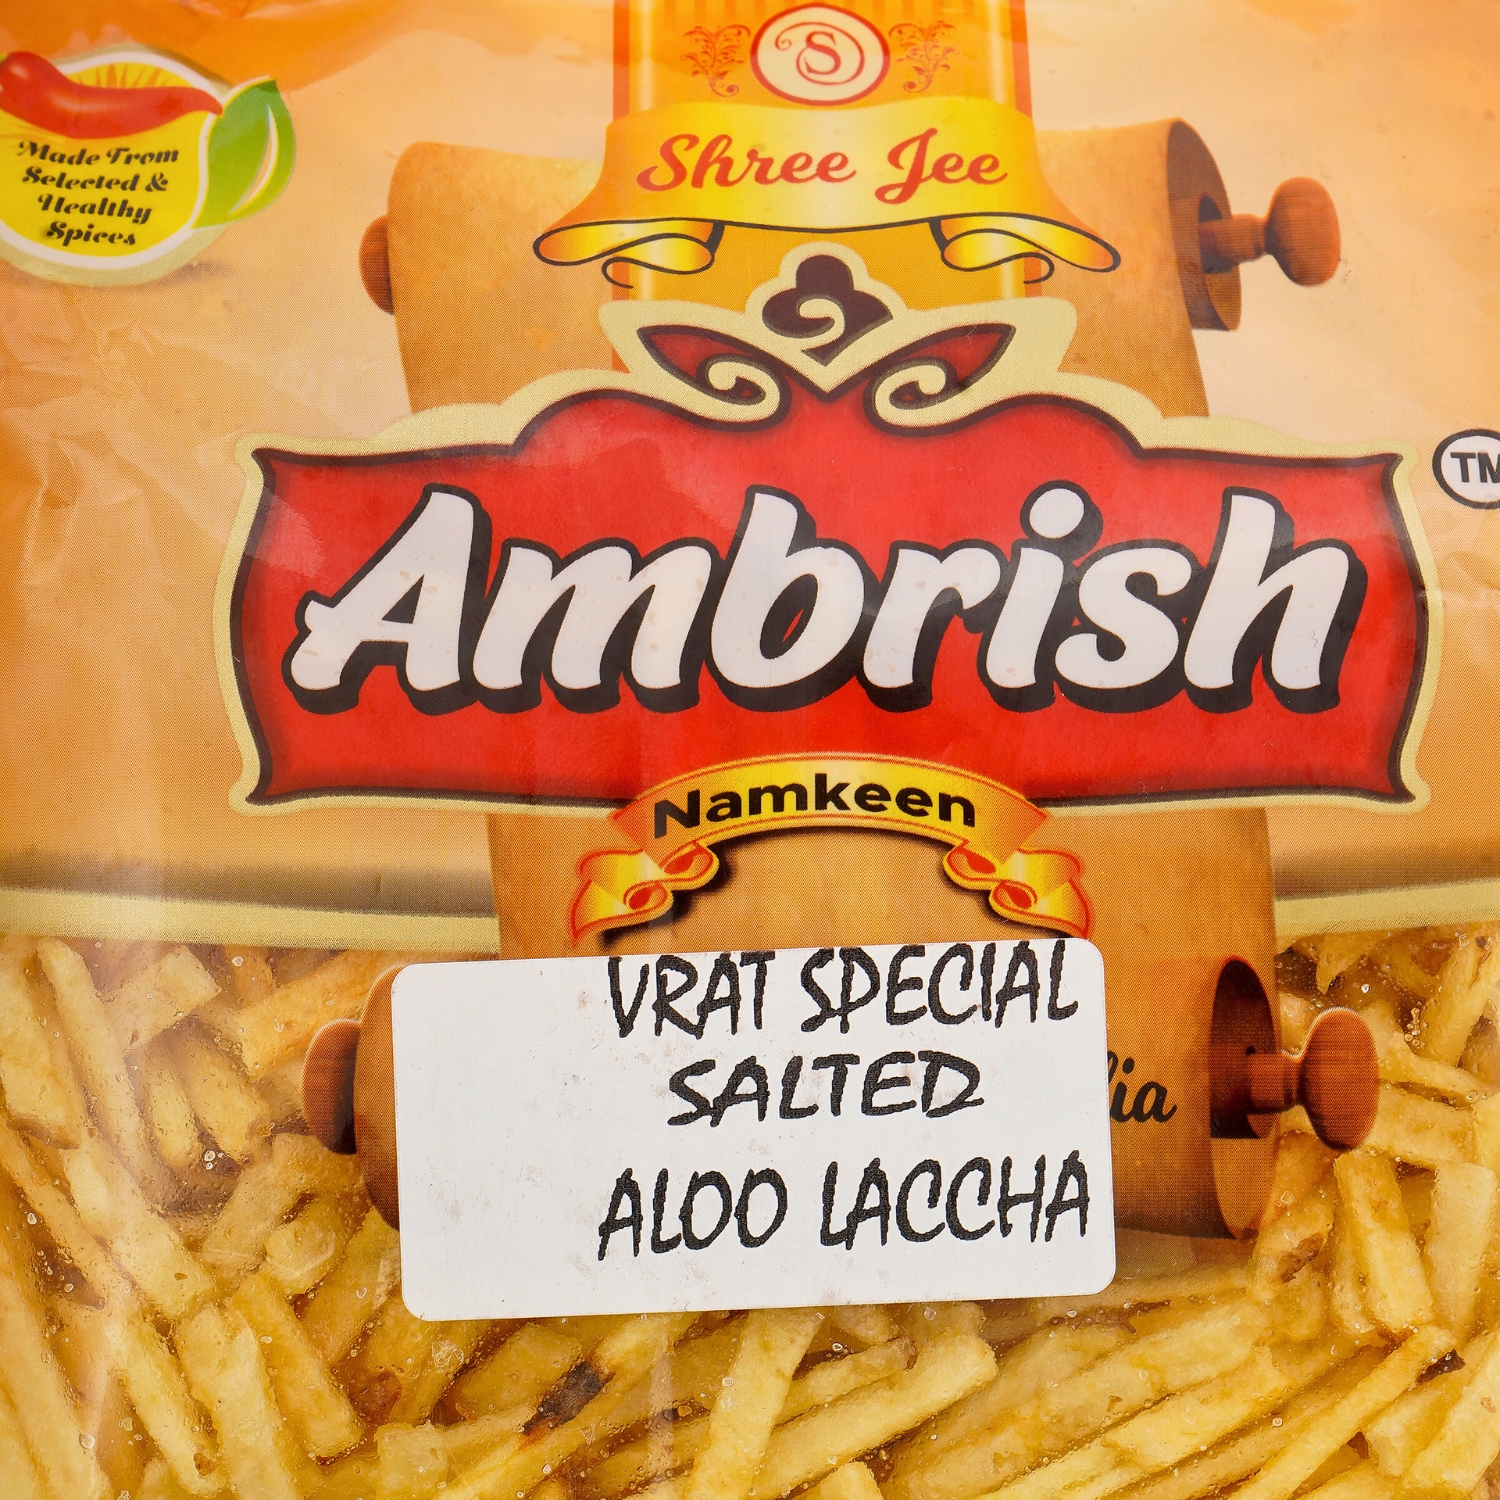 S
Shree Jee
Made From
Selected &
Healthy
Spices
TM
Ambrish
Namkeen
VRAT SPECIAL
SALTED
ALOO LACCHA